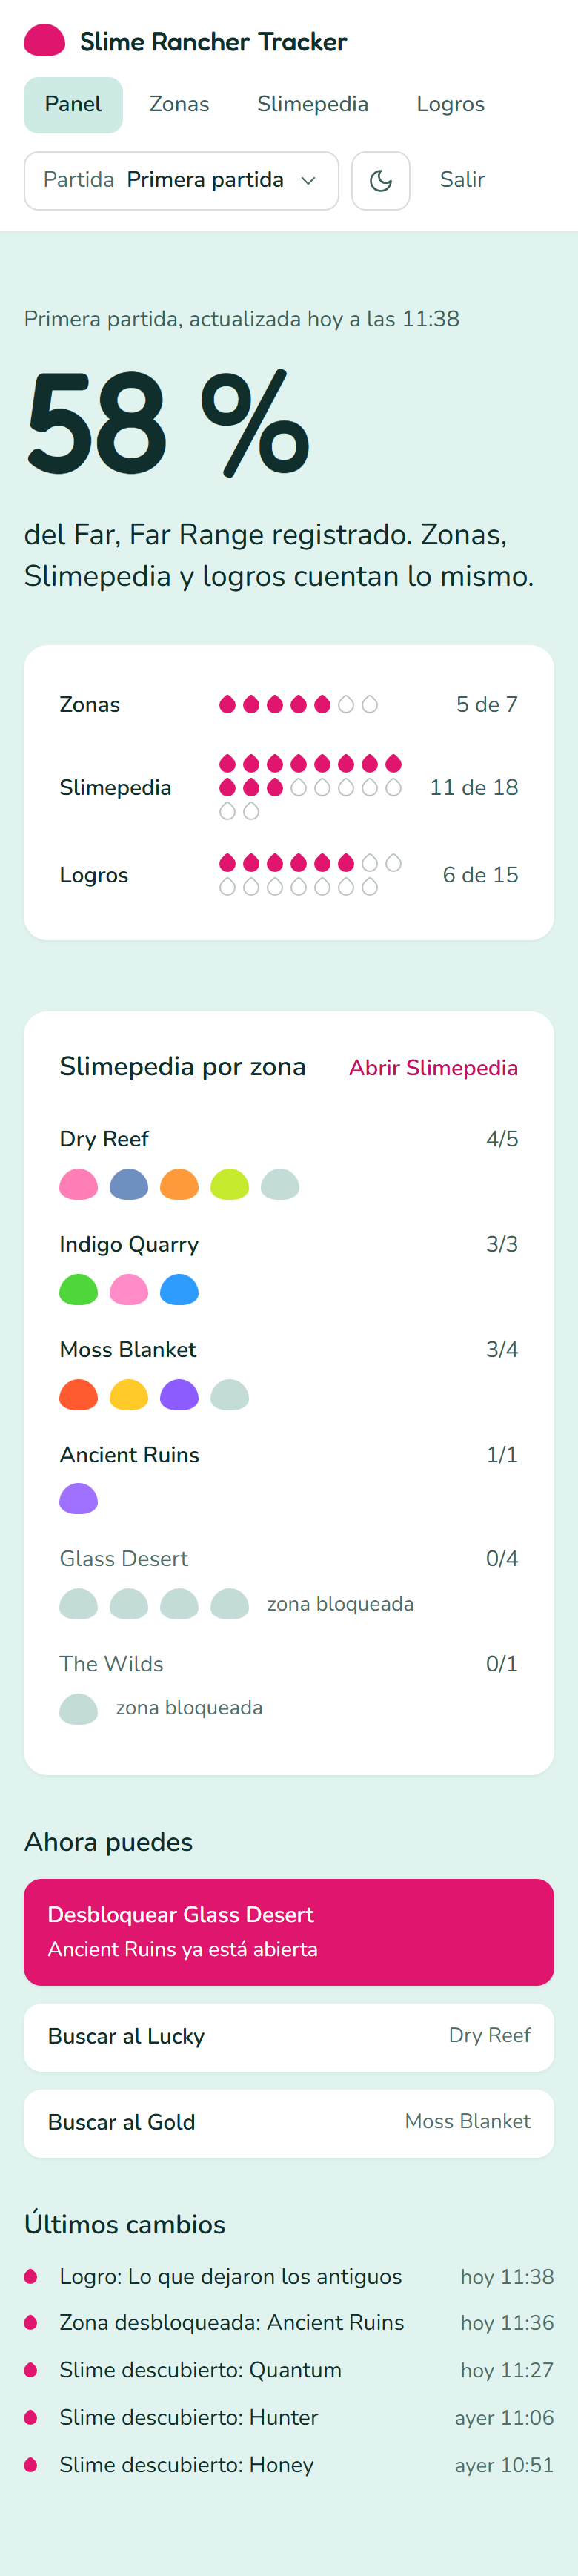 Slime Rancher Tracker
Panel Zonas Slimepedia Logros
Partida Primera partida Salir
Primera partida, actualizada hoy a las 11:38
58 %
del Far, Far Range registrado. Zonas,
Slimepedia y logros cuentan lo mismo.
Zonas 5 de 7
Slimepedia 11 de 18
Logros 6 de 15
Slimepedia por zona Abrir Slimepedia
Dry Reef 4/5
Indigo Quarry 3/3
Moss Blanket 3/4
Ancient Ruins 1/1
Glass Desert 0/4
zona bloqueada
The Wilds 0/1
zona bloqueada
Ahora puedes
Desbloquear Glass Desert
Ancient Ruins ya está abierta
Buscar al Lucky Dry Reef
Buscar al Gold Moss Blanket
Últimos cambios
Logro: Lo que dejaron los antiguos hoy 11:38
Zona desbloqueada: Ancient Ruins hoy 11:36
Slime descubierto: Quantum hoy 11:27
Slime descubierto: Hunter ayer 11:06
Slime descubierto: Honey ayer 10:51